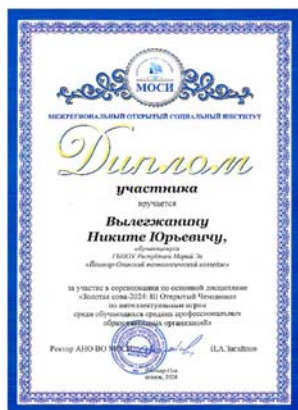 МОСИ
МЕЖРЕГИОНАЛЬНЫЙ ОТКРЫТЫЙ СОЦИАЛЬНЫЙ ИНСТИТУТ
Диплом
участника
вручается
Вылегжанину
Никите Юрьевичу,
обучающемуся
ГБПОУ Республики Марий Эл
«Йошкар-Олинский технологический колледж»
за участие в соревновании по основной дисциплине
«Золотая сова-2024: III Открытый Чемпионат
по интеллектуальным играм
среди обучающихся средних профессиональных
образовательных организаций»
Ректор АНО ВО МОСИ
И.А.Загайнов
Йошкар-Ола
2024